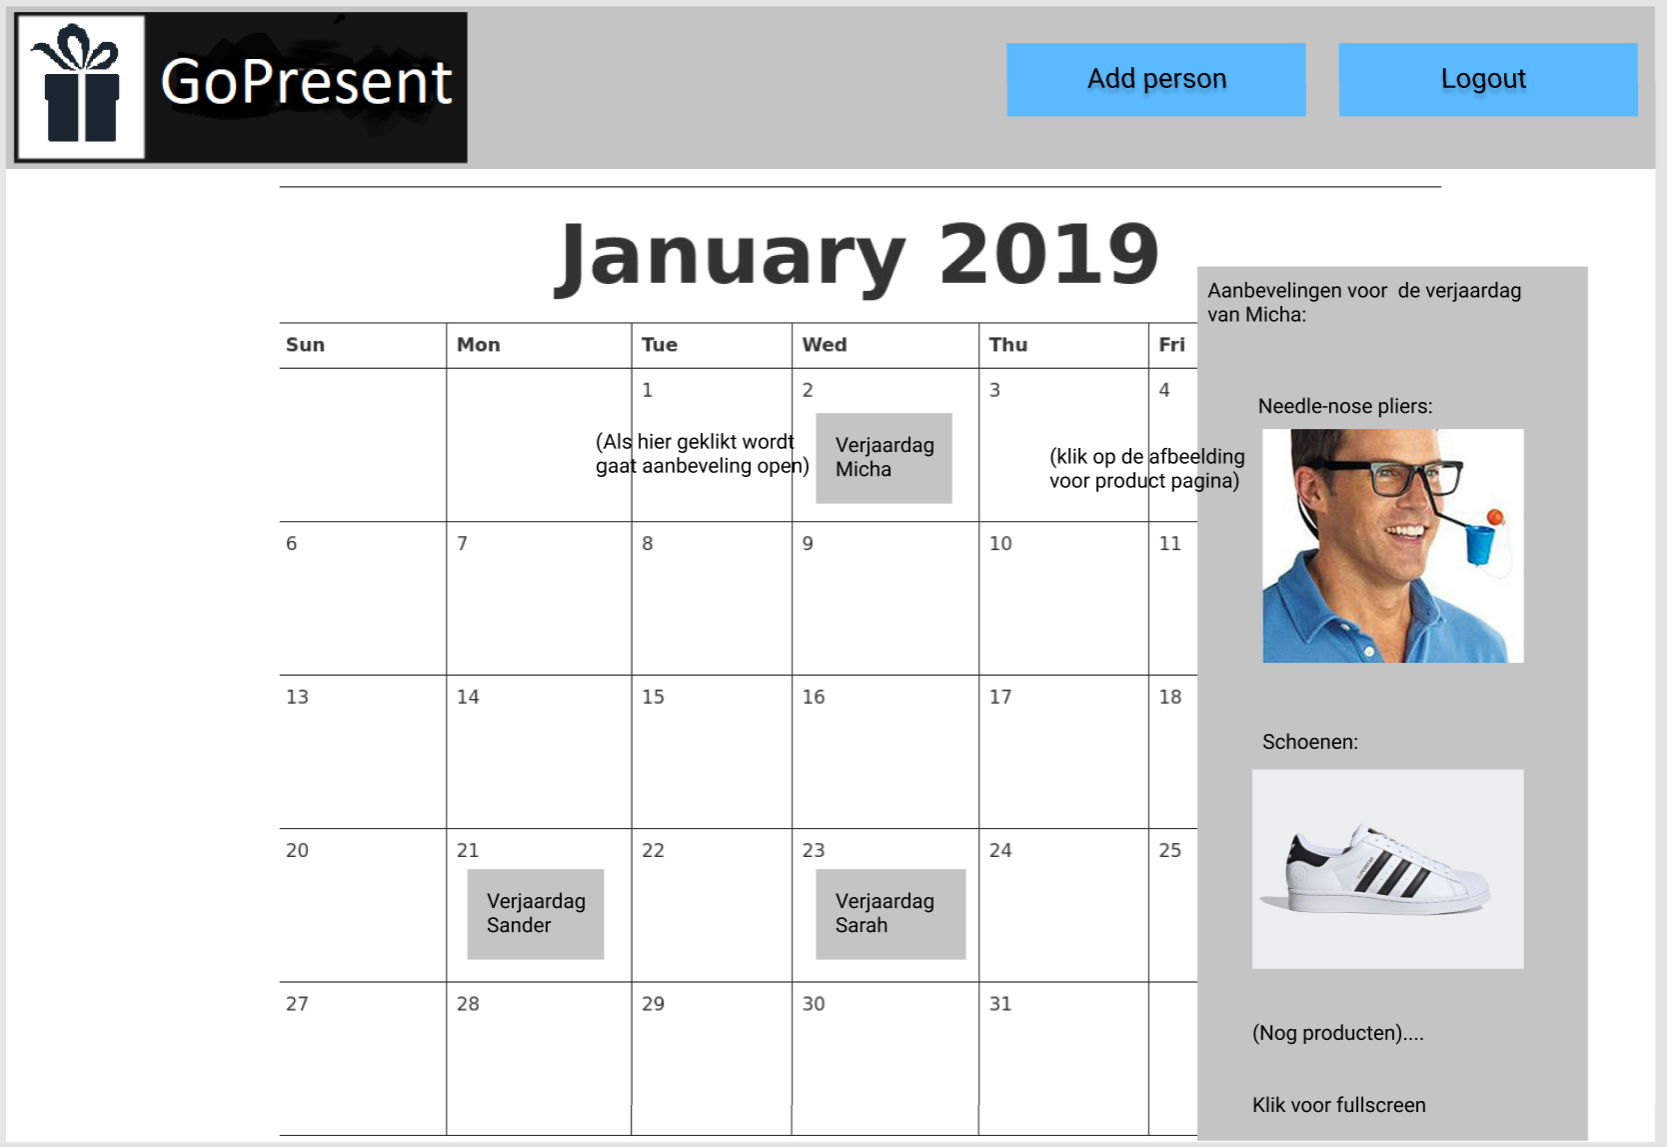 GoPresent
Add person
Logout
January 2019
Sun Mon Tue Wed Thu Fri
1 2 3 4
(Als hier geklikt wordt
gaat aanbeveling open)
Verjaardag
Micha
(klik op de afbeelding
voor product pagina)
6 7 8 9 10 11
13 14 15 16 17 18
20 21 22 23 24 25
Verjaardag
Sander
Verjaardag
Sarah
27 28 29 30 31
Aanbevelingen voor de verjaardag
van Micha:
Needle-nose pliers:
Schoenen:
(Nog producten)....
Klik voor fullscreen